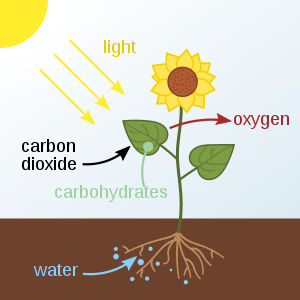 light
oxygen
carbon
dioxide
carbohydrates
water